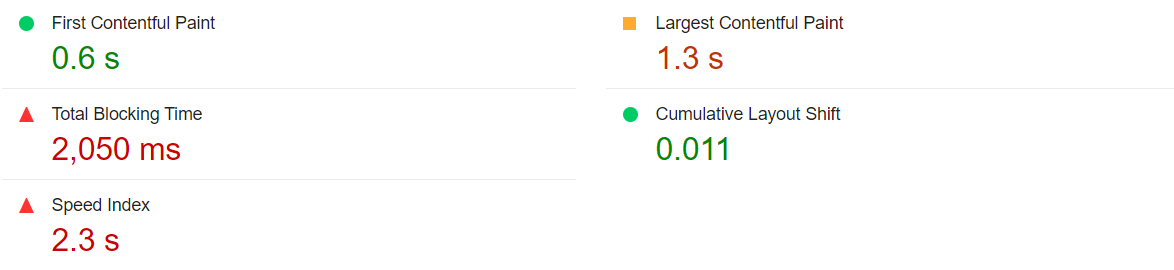 First Contentful Paint
0.6 s
Largest Contentful Paint
1.3 s
Total Blocking Time
2,050 ms
Cumulative Layout Shift
0.011
Speed Index
2.3 s